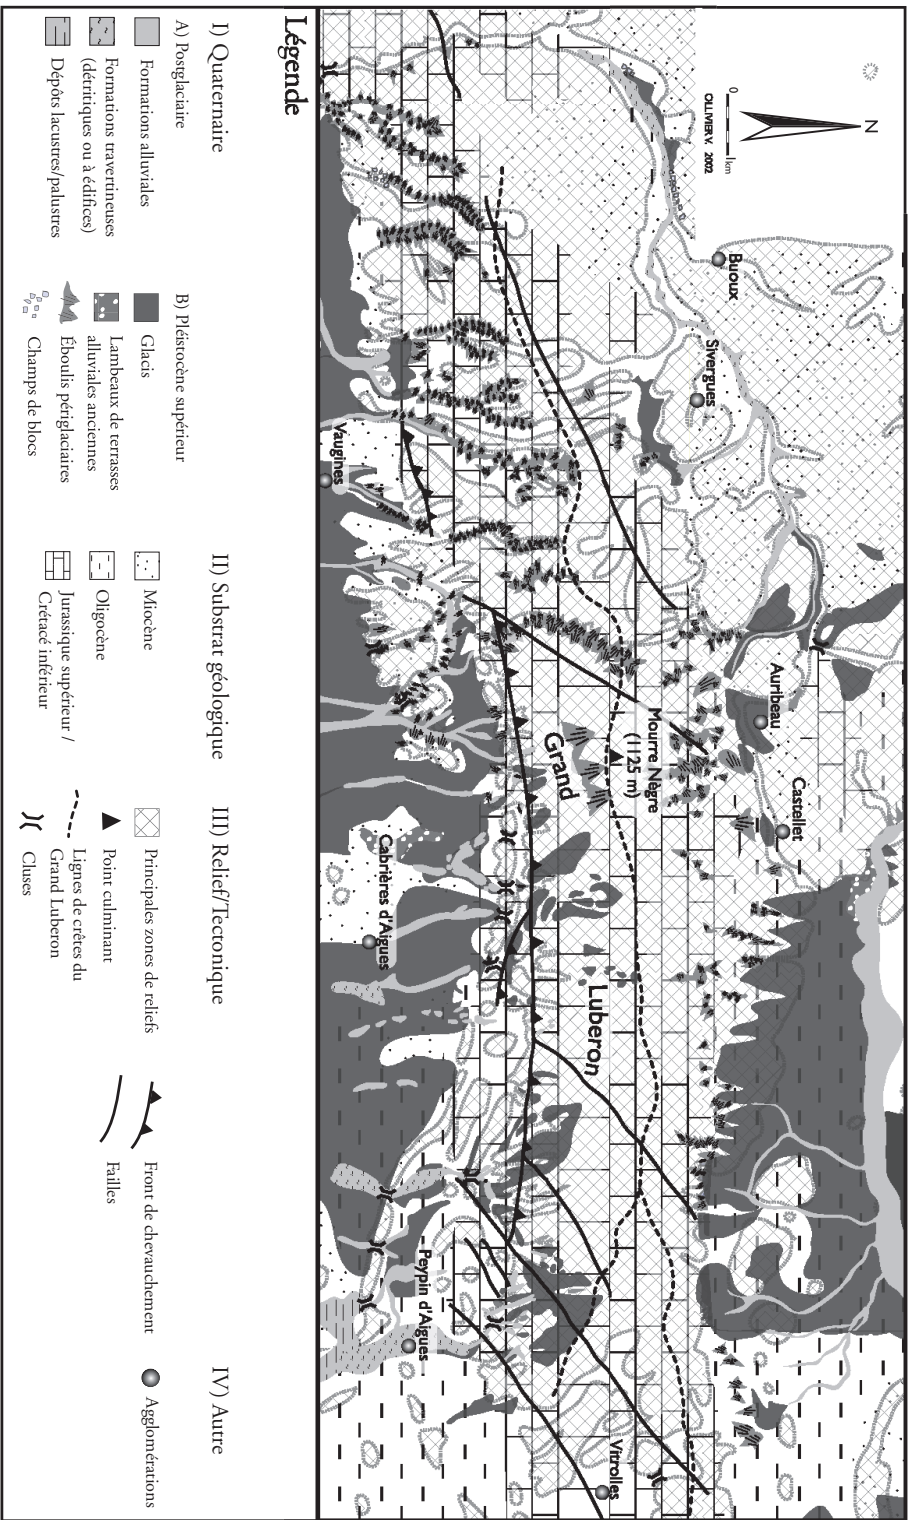 N
0 1km
OLLIVIER V. 2002
Buoux
Sivergues
Auribeau
Castellet
Mourre Nègre
(1125 m)
Grand
Luberon
Vaugines
Cabrières d'Aigues
Peypin d'Aigues
Vitrolles
Légende
I) Quaternaire
A) Postglaciaire
Formations alluviales
Formations travertineuses
(détritiques ou à édifices)
Dépôts lacustres/palustres
B) Pléistocène supérieur
Glacis
Lambeaux de terrasses
alluviales anciennes
Éboulis périglaciaires
Champs de blocs
II) Substrat géologique
Miocène
Oligocène
Jurassique supérieur /
Crétacé inférieur
III) Relief/Tectonique
Principales zones de reliefs
Point culminant
Lignes de crêtes du
Grand Luberon
Cluses
Front de chevauchement
Failles
IV) Autre
Agglomérations